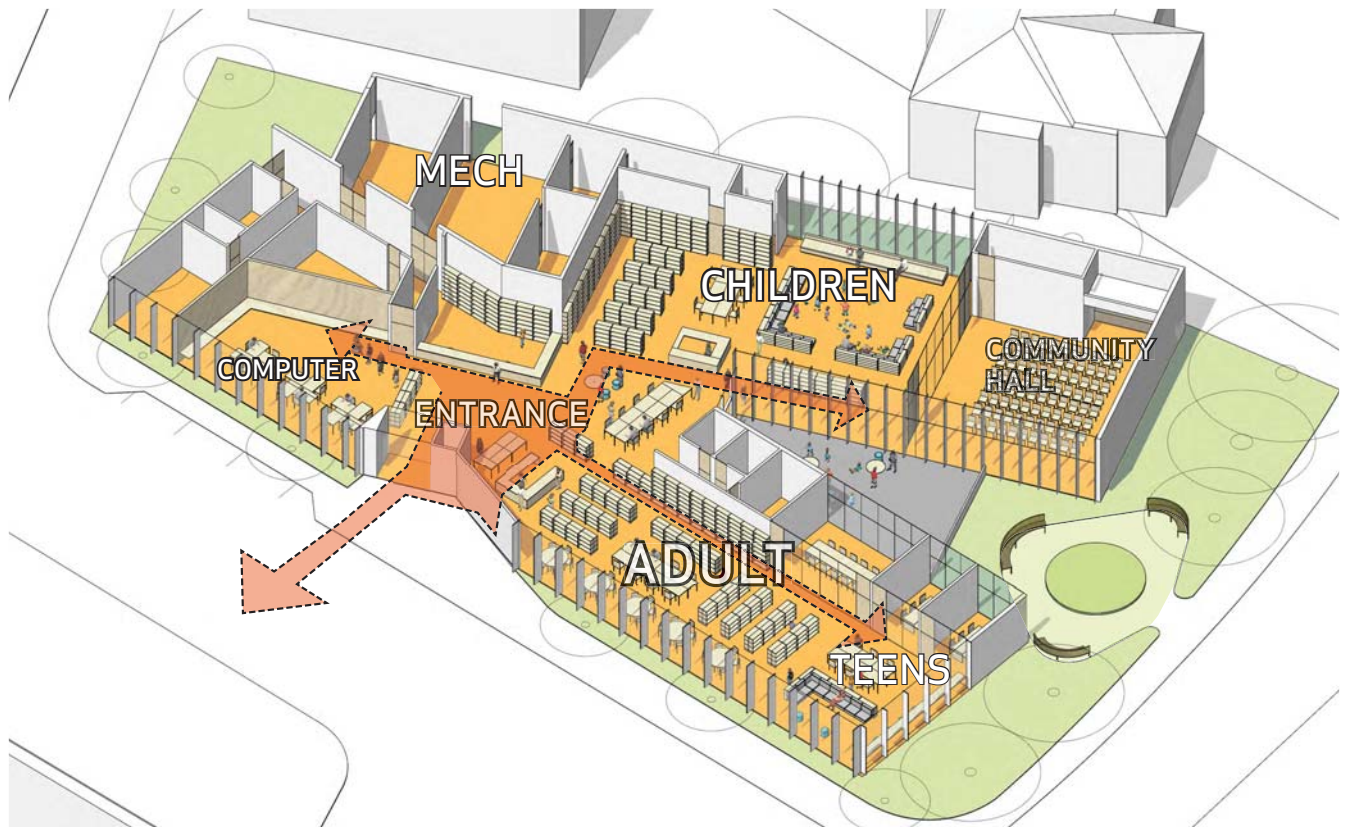 MECH
CHILDREN
COMMUNITY
HALL
COMPUTER
ENTRANCE
ADULT
TEENS